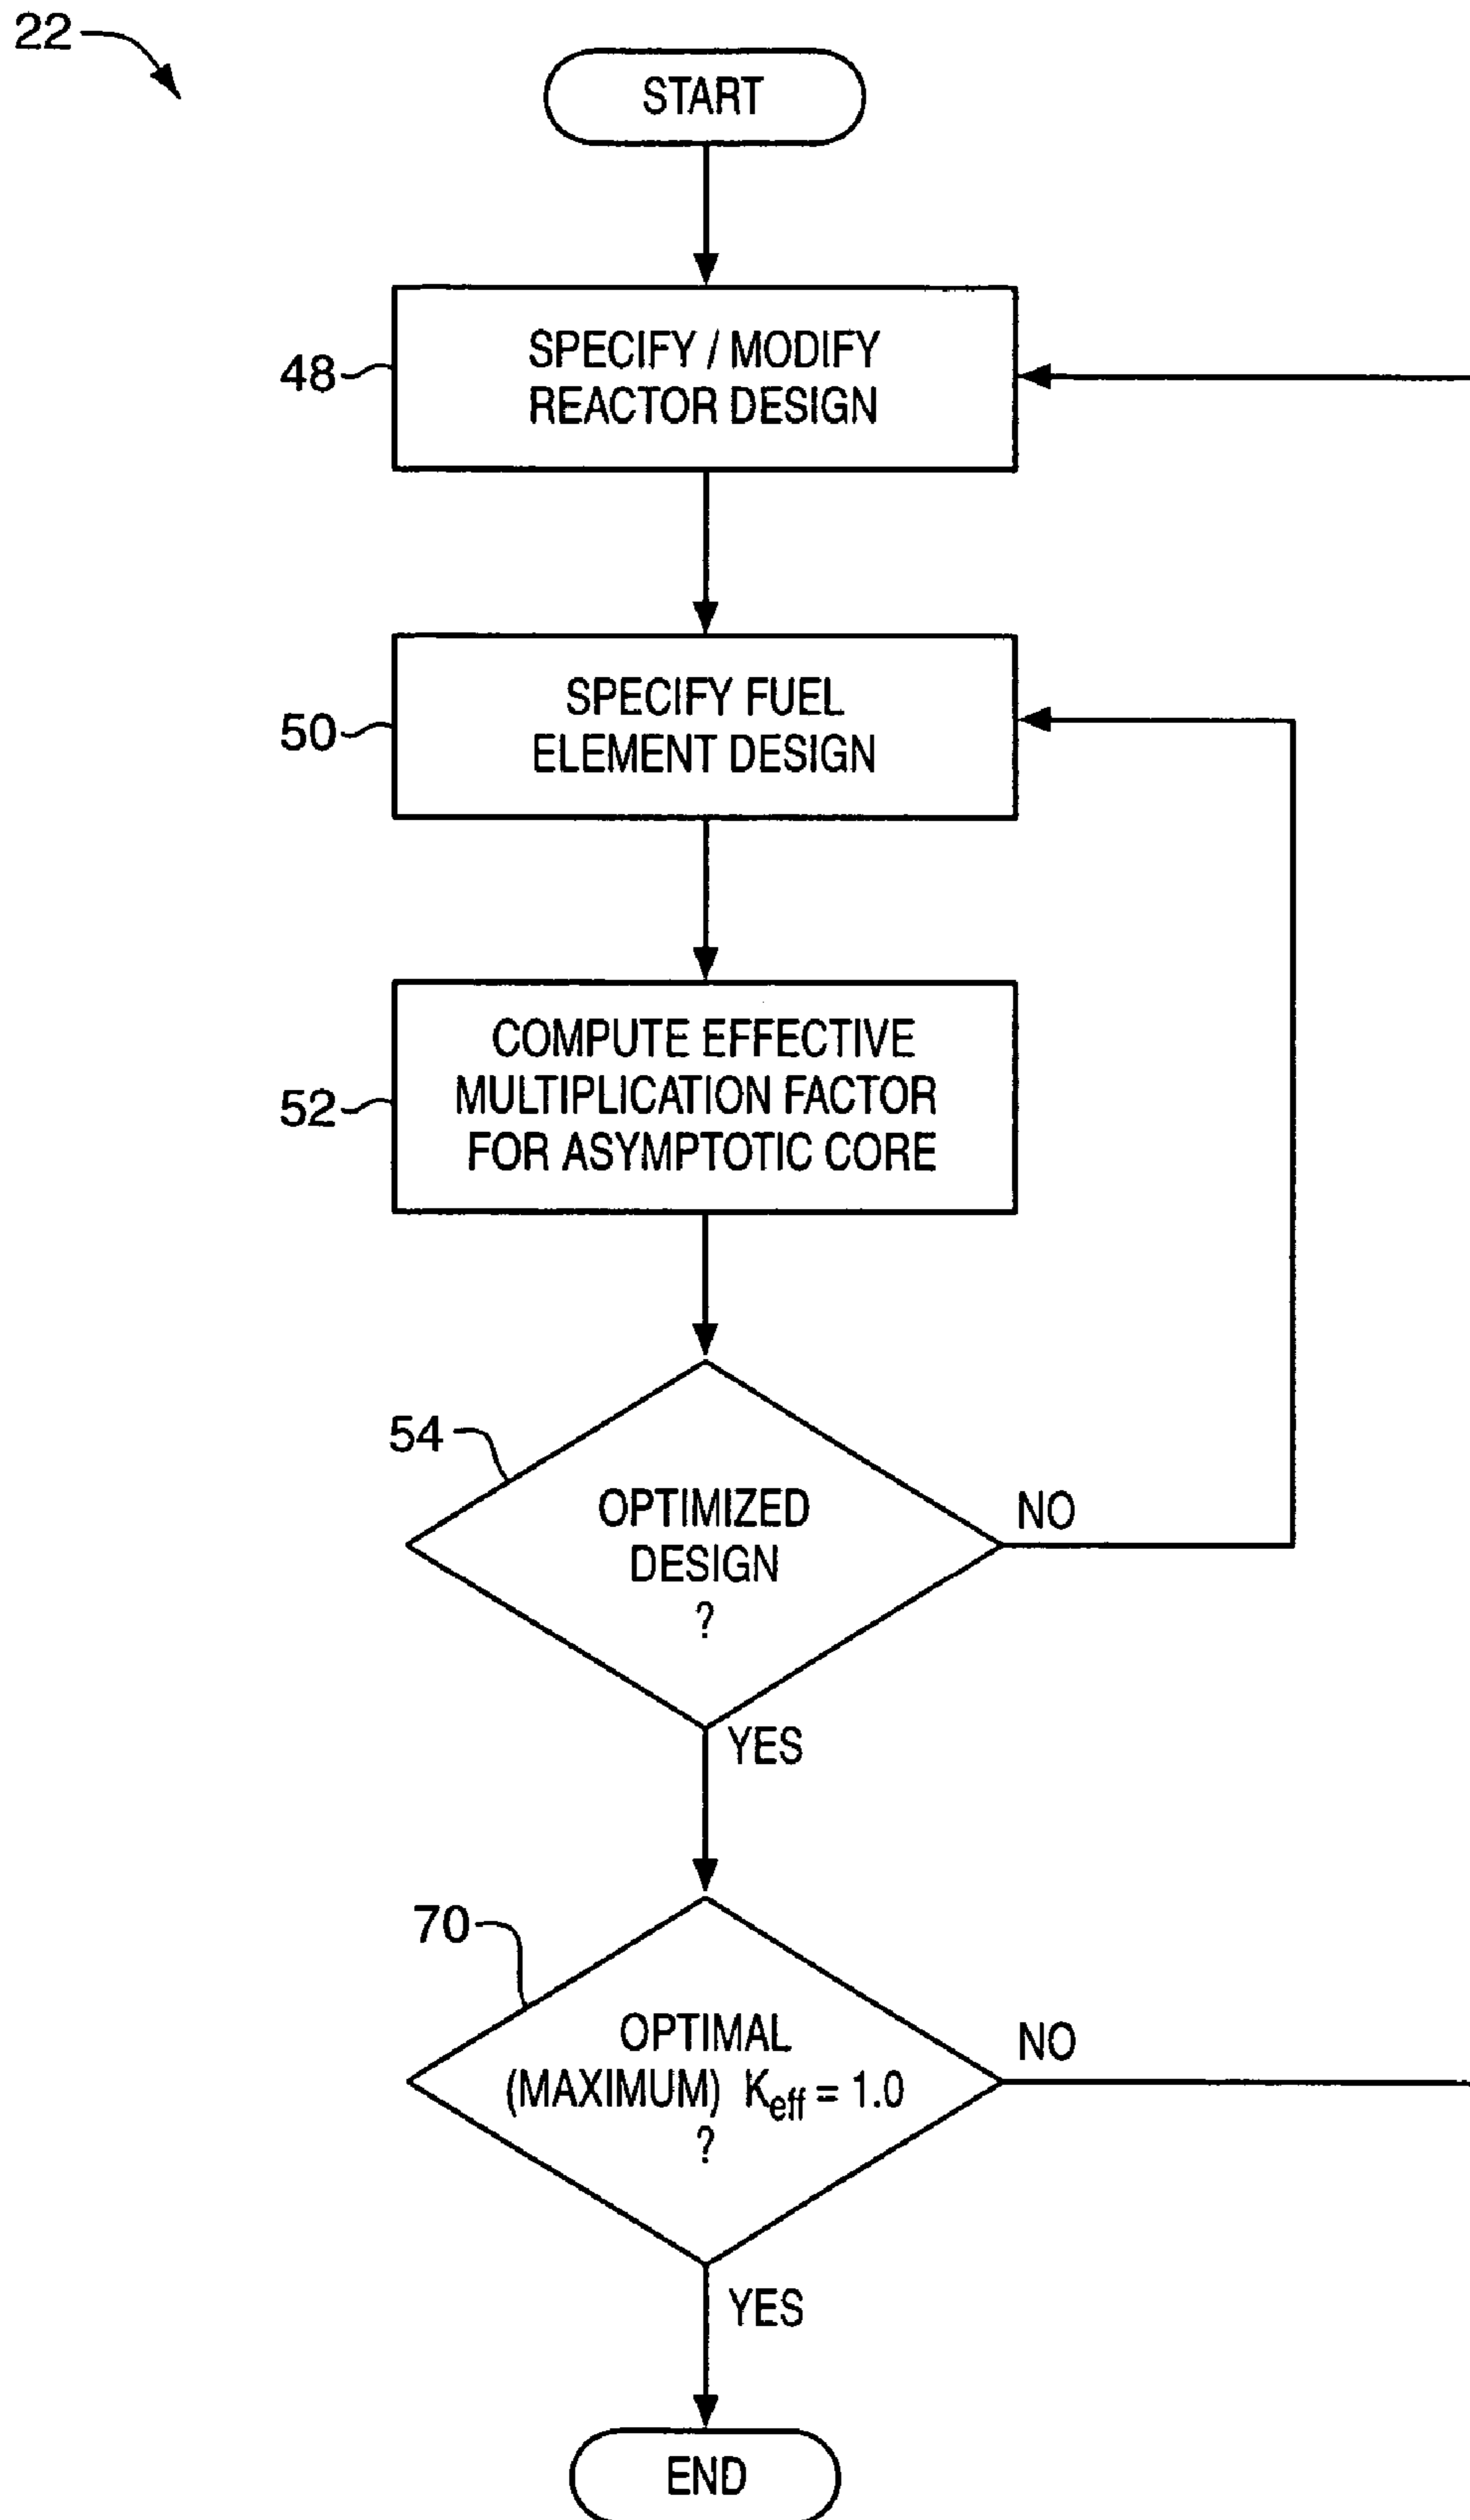 22
START
48
SPECIFY / MODIFY
REACTOR DESIGN
50
SPECIFY FUEL
ELEMENT DESIGN
52
COMPUTE EFFECTIVE
MULTIPLICATION FACTOR
FOR ASYMPTOTIC CORE
54
OPTIMIZED
DESIGN
?
NO
YES
70
OPTIMAL
(MAXIMUM) Keff = 1.0
?
NO
YES
END